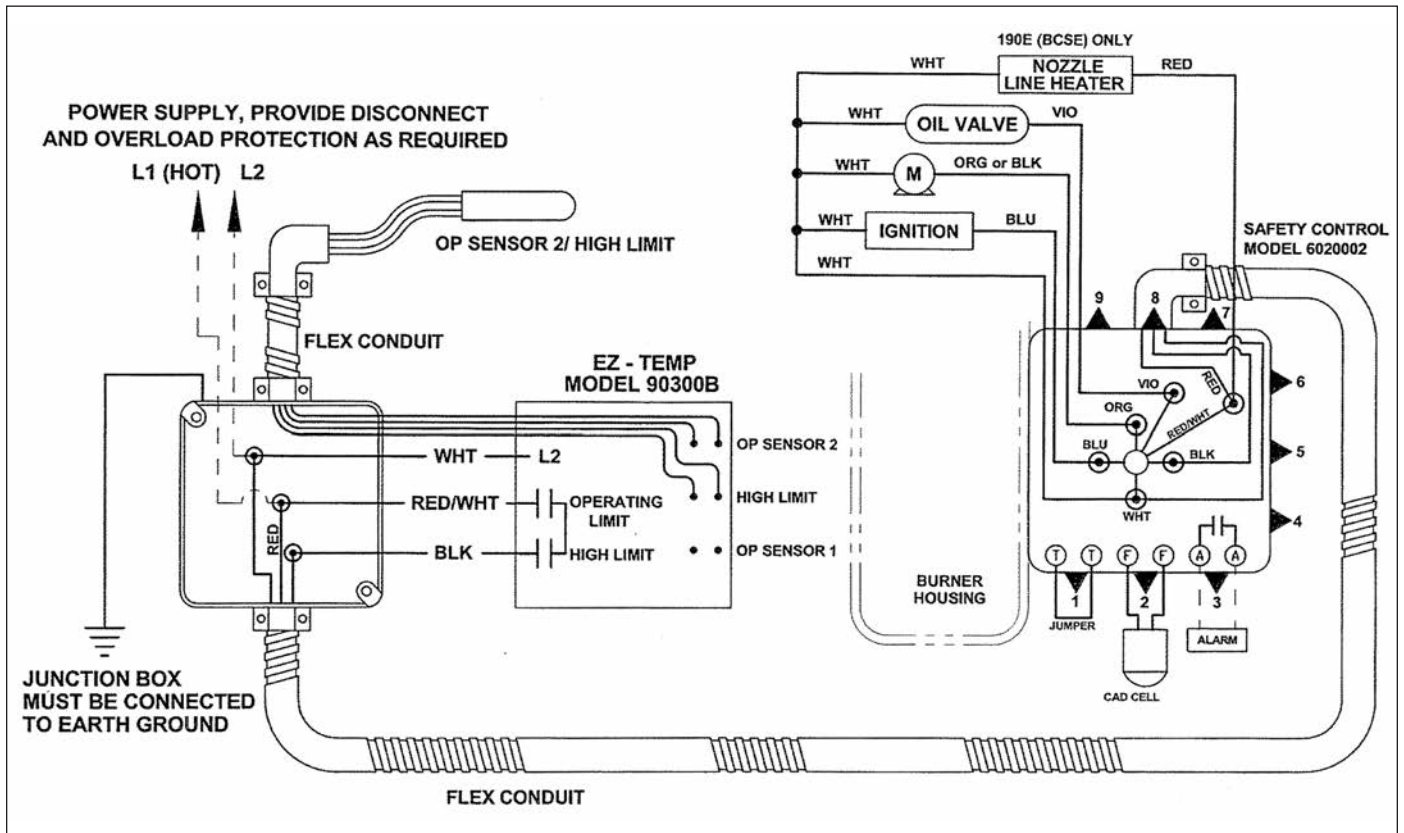 190E (BCSE) ONLY
WHT
NOZZLE
LINE HEATER
RED
POWER SUPPLY, PROVIDE DISCONNECT
AND OVERLOAD PROTECTION AS REQUIRED
L1 (HOT) L2
WHT
OIL VALVE
VIO
WHT
M
ORG or BLK
WHT
IGNITION
BLU
WHT
OP SENSOR 2/ HIGH LIMIT
SAFETY CONTROL
MODEL 6020002
FLEX CONDUIT
EZ - TEMP
MODEL 90300B
WHT
L2
OP SENSOR 2
RED/WHT
OPERATING
LIMIT
HIGH LIMIT
RED
BLK
HIGH LIMIT
OP SENSOR 1
9
8
7
6
5
4
VIO
RED
ORG
RED/WHT
BLU
BLK
WHT
T
T
F
F
A
A
1
2
3
JUMPER
ALARM
CAD CELL
BURNER
HOUSING
JUNCTION BOX
MUST BE CONNECTED
TO EARTH GROUND
FLEX CONDUIT